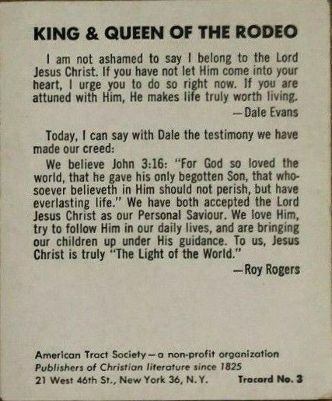 KING & QUEEN OF THE RODEO
I am not ashamed to say I belong to the Lord
Jesus Christ. If you have not let Him come into your
heart, I urge you to do so right now. If you are
attuned with Him, He makes life truly worth living.
—Dale Evans
Today, I can say with Dale the testimony we have
made our creed:
We believe John 3:16: "For God so loved the
world, that he gave his only begotten Son, that who-
soever believeth in Him should not perish, but have
everlasting life." We have both accepted the Lord
Jesus Christ as our Personal Saviour. We love Him,
try to follow Him in our daily lives, and are bringing
our children up under His guidance. To us, Jesus
Christ is truly "The Light of the World."
—Roy Rogers
American Tract Society—a non-profit organization
Publishers of Christian literature since 1825
21 West 46th St., New York 36, N.Y. Tracard No. 3